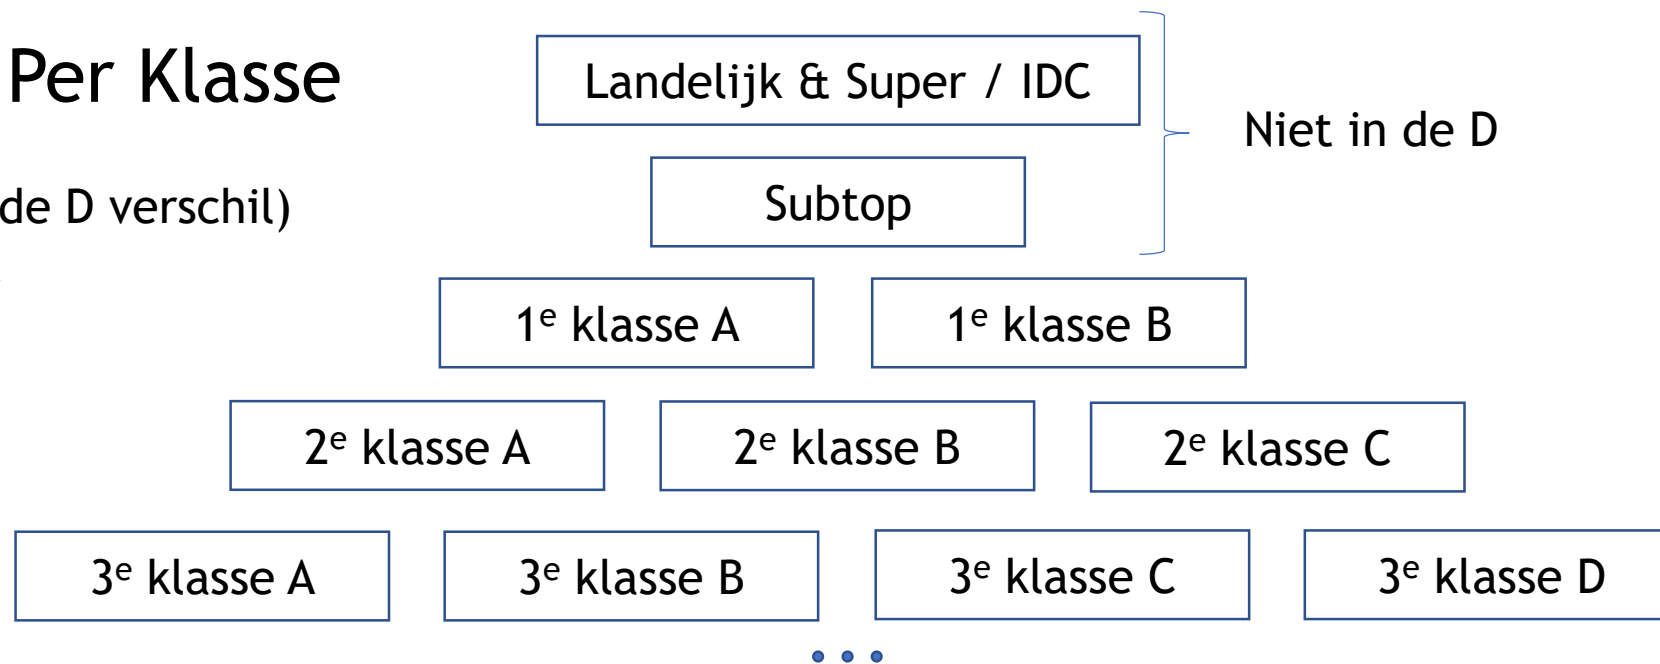 Per Klasse
Landelijk & Super / IDC
Niet in de D
de D verschil)
Subtop
1e klasse A
1e klasse B
2e klasse A
2e klasse B
2e klasse C
3e klasse A
3e klasse B
3e klasse C
3e klasse D